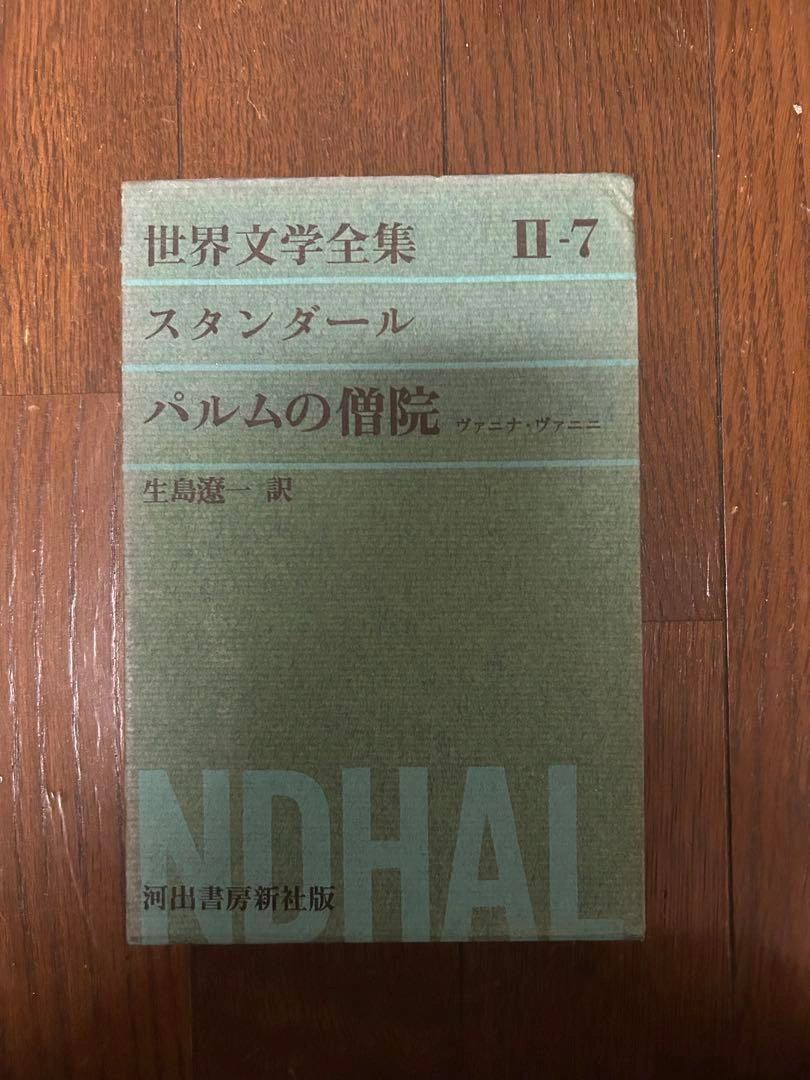 世界文学全集 II-7
スタンダール
パルムの僧院 ヴァニナ・ヴァニニ
生島遼一 訳
NDHAL
河出書房新社版